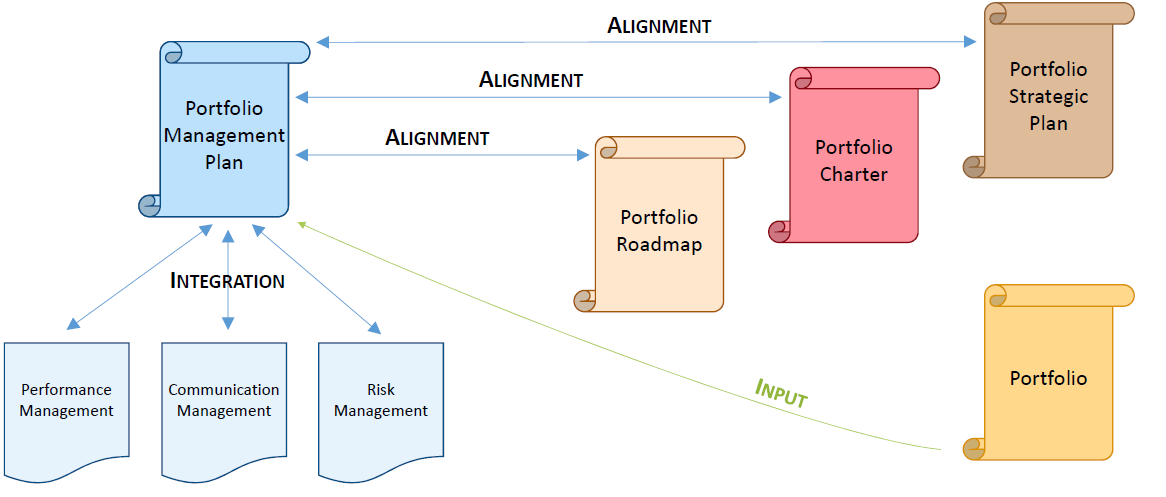 ALIGNMENT
Portfolio
Strategic
Plan
ALIGNMENT
Portfolio
Management
Plan
ALIGNMENT
Portfolio
Charter
Portfolio
Roadmap
INTEGRATION
Performance
Management
Communication
Management
Risk
Management
INPUT
Portfolio